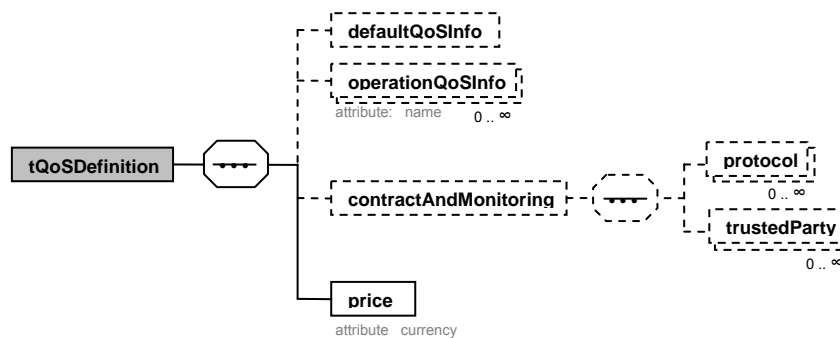 defaultQoSInfo
operationQoSInfo
attribute: name
0 .. ∞
tQoSDefinition
protocol
0 .. ∞
contractAndMonitoring
trustedParty
0 .. ∞
price
attribute currency